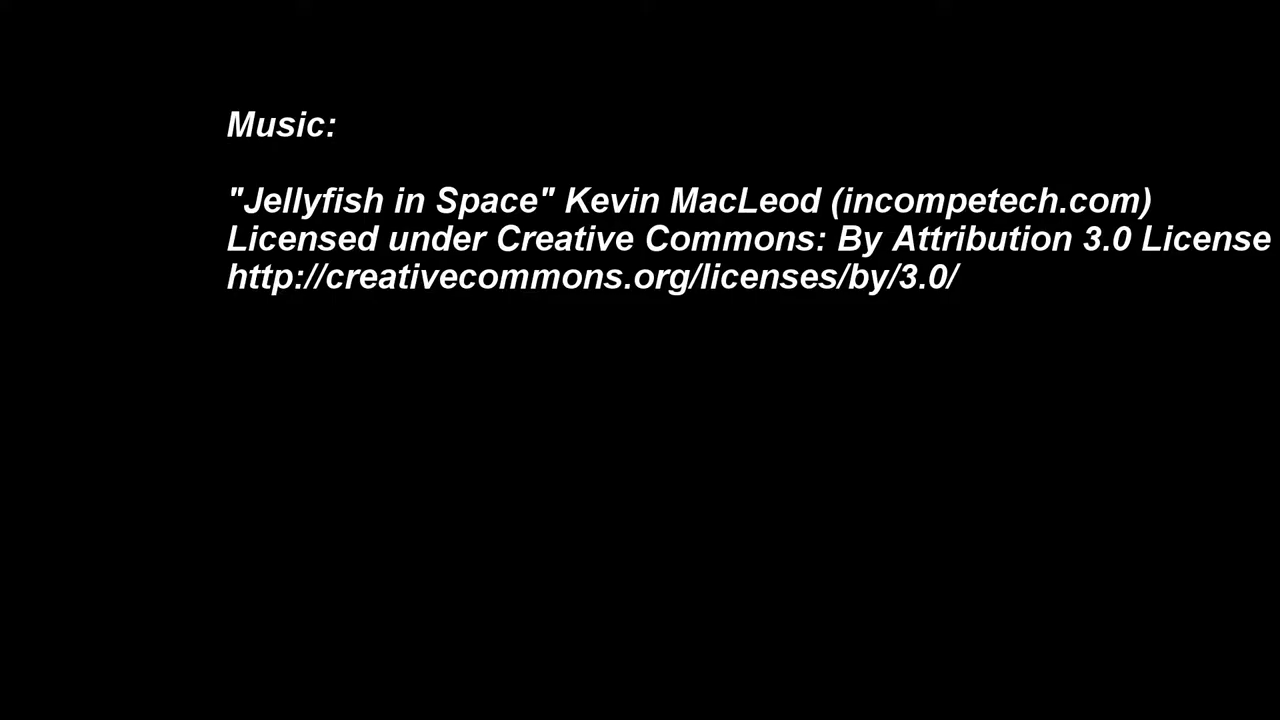 Music:
"Jellyfish in Space" Kevin MacLeod (incompetech.com)
Licensed under Creative Commons: By Attribution 3.0 License
http://creativecommons.org/licenses/by/3.0/